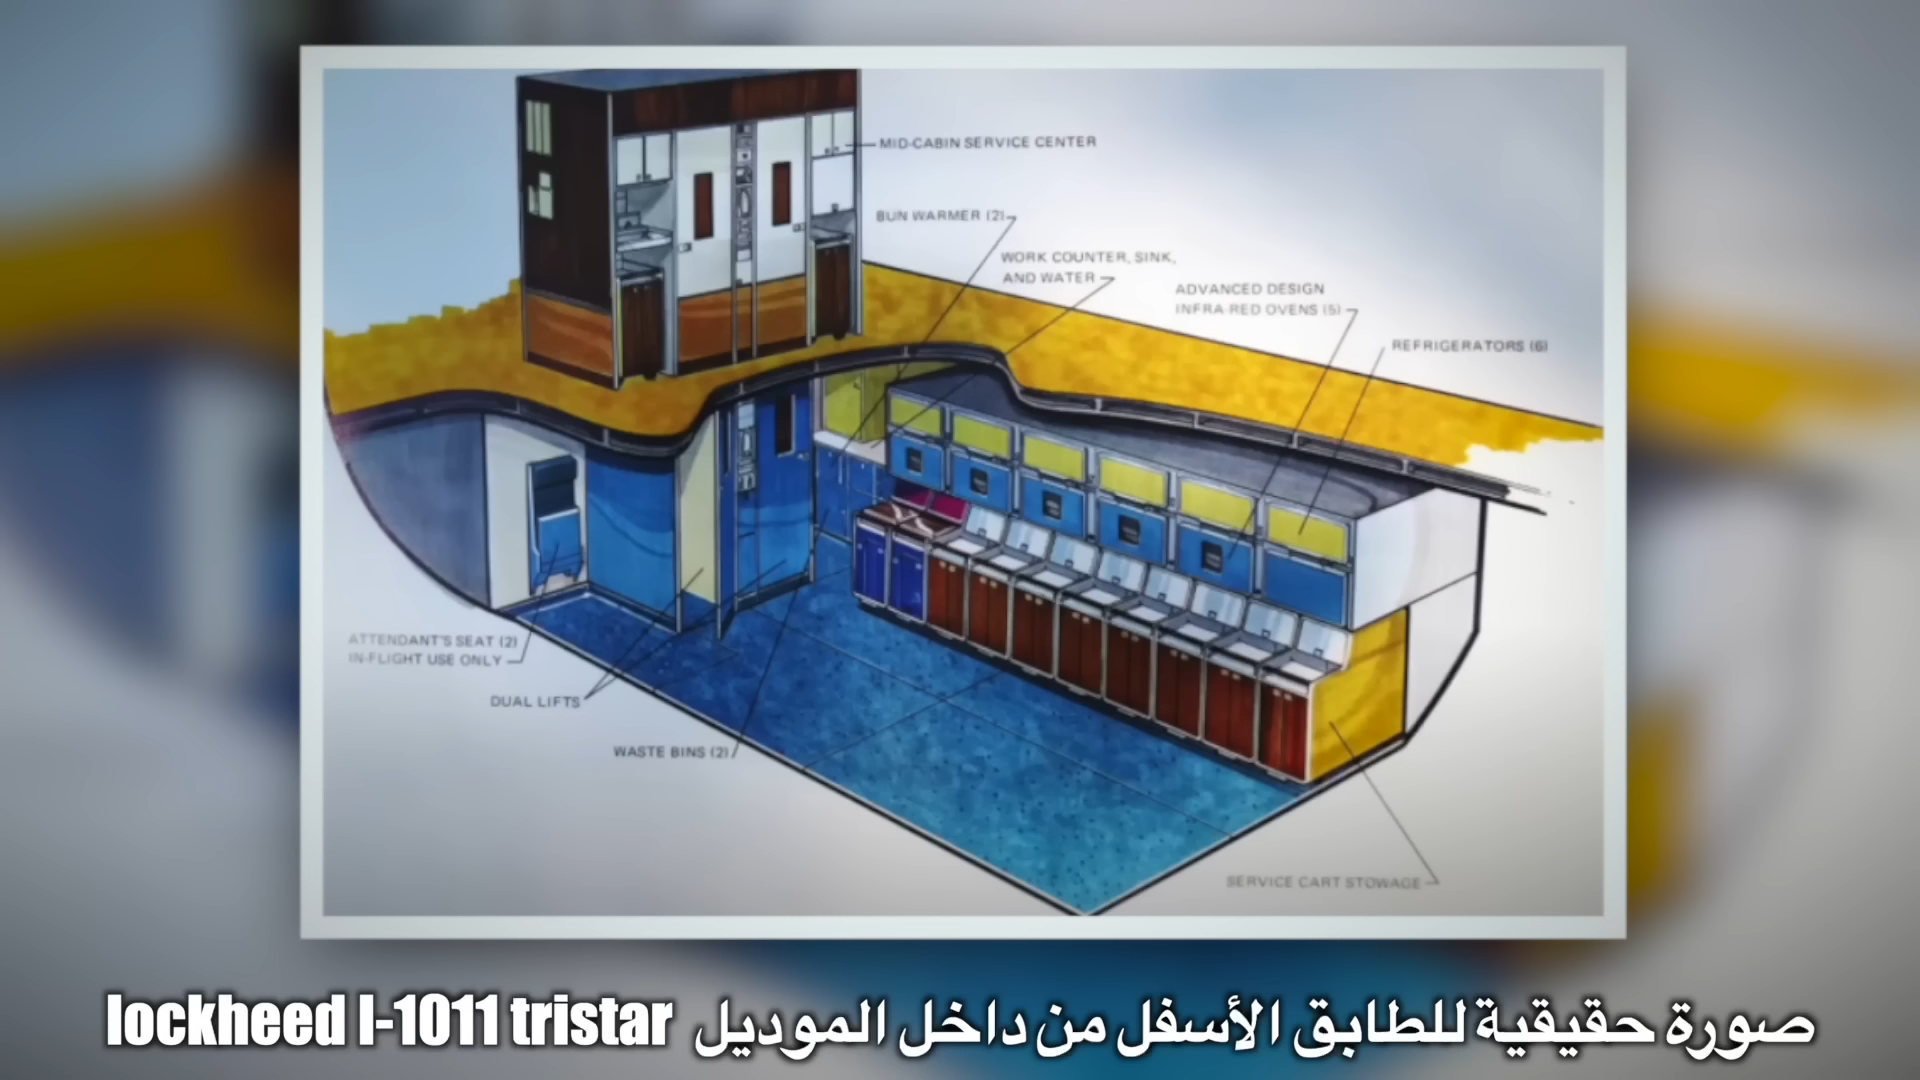 MID-CABIN SERVICE CENTER
BUN WARMER (2)
WORK COUNTER, SINK,
AND WATER
ADVANCED DESIGN
INFRA-RED OVENS (5)
REFRIGERATORS (6)
ATTENDANT'S SEAT (2)
IN-FLIGHT USE ONLY
DUAL LIFTS
WASTE BINS (2)
SERVICE CART STOWAGE
صورة حقيقية للطابق الأسفل من داخل الموديل lockheed l-1011 tristar